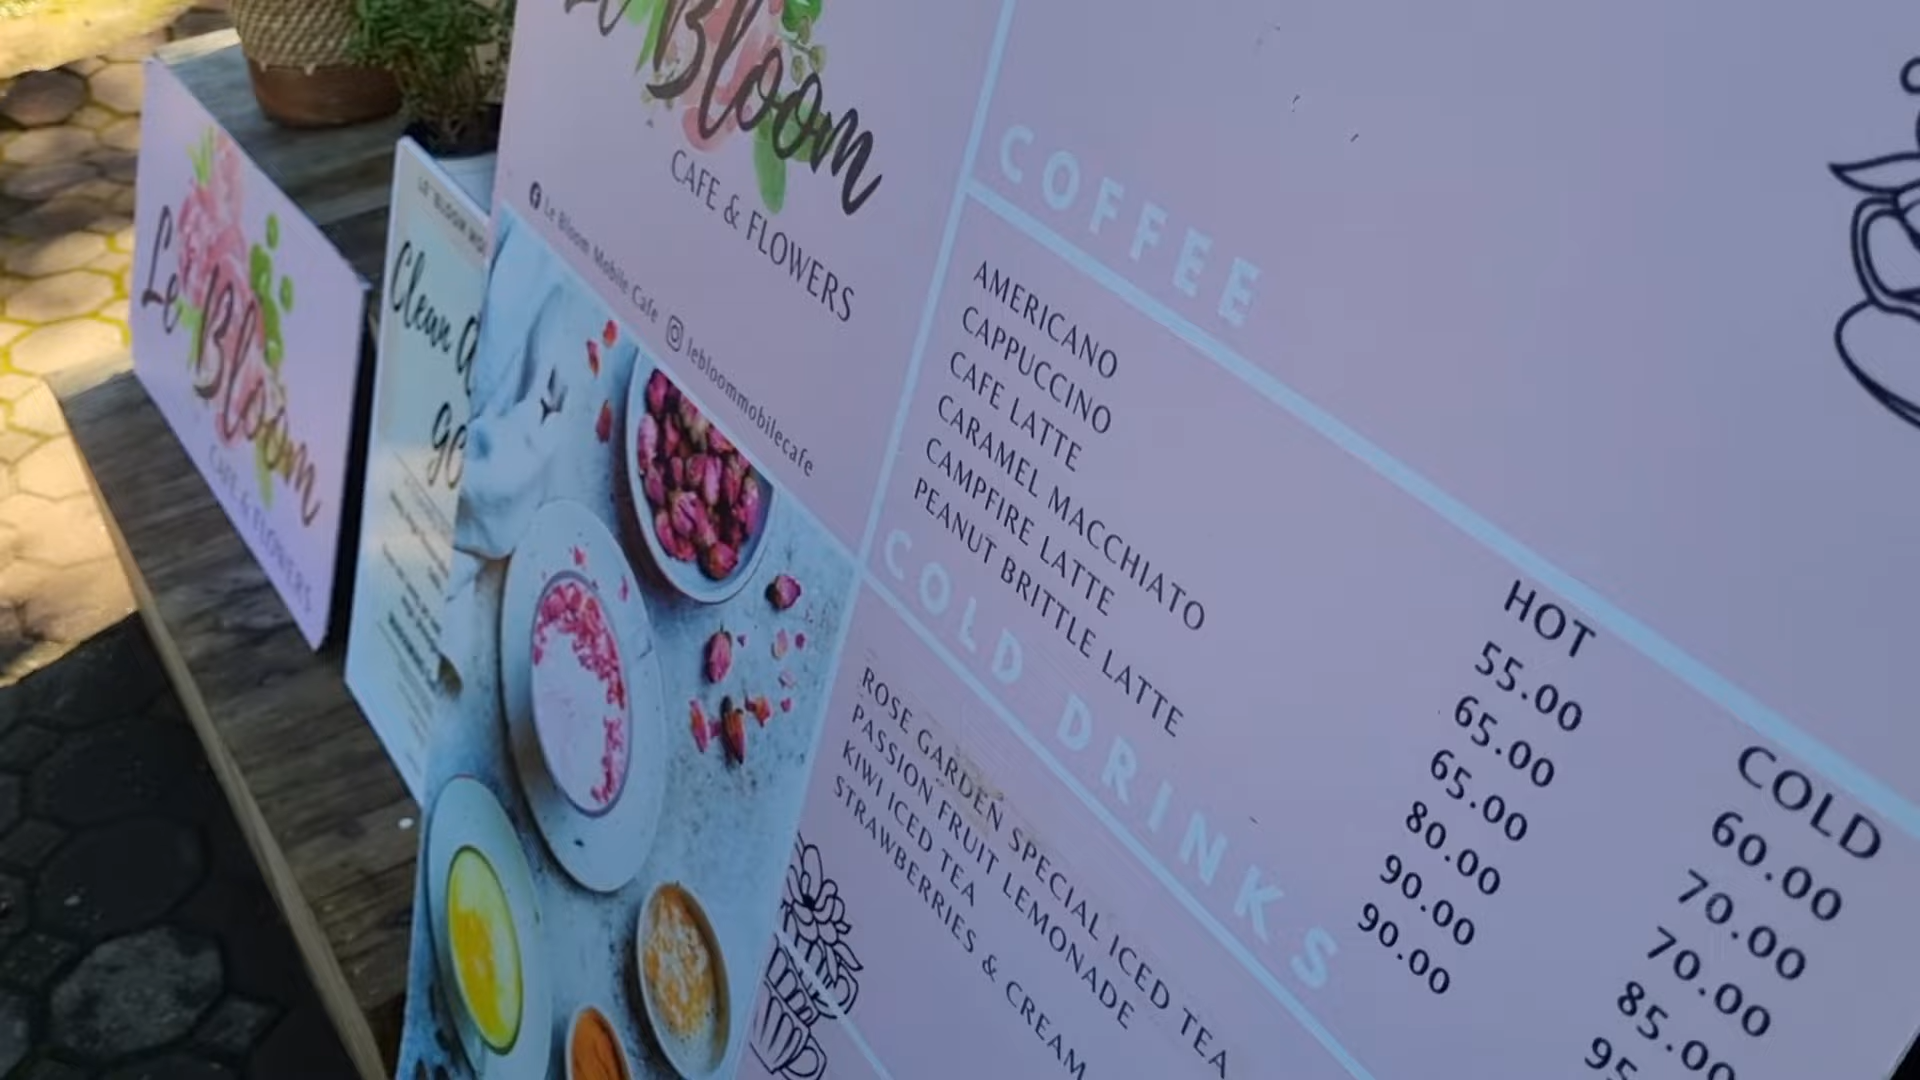 Le Bloom
CAFE & FLOWERS
Clean
Le Bloom
CAFE & FLOWERS
Le Bloom Mobile Cafe lebloommobilecafe
COFFEE
HOT COLD
AMERICANO 55.00 60.00
CAPPUCCINO 65.00 70.00
CAFE LATTE 65.00 70.00
CARAMEL MACCHIATO 80.00 85.00
CAMPFIRE LATTE 90.00 95
PEANUT BRITTLE LATTE 90.00
COLD DRINKS
ROSE GARDEN SPECIAL ICED TEA
PASSION FRUIT LEMONADE
KIWI ICED TEA
STRAWBERRIES & CREAM